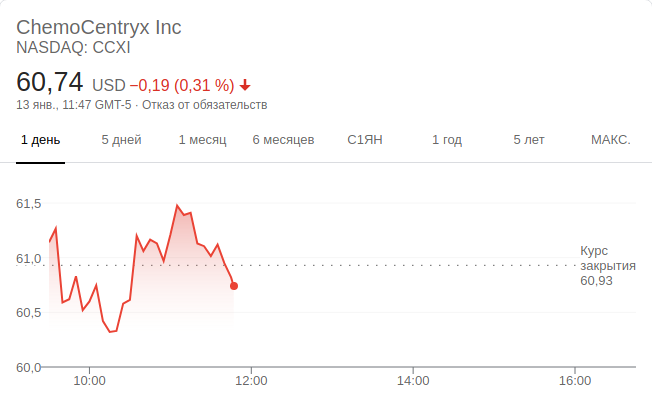 ChemoCentryx Inc
NASDAQ: CCXI
60,74 USD −0,19 (0,31 %)
13 янв., 11:47 GMT-5 · Отказ от обязательств
1 день 5 дней 1 месяц 6 месяцев С1ЯН 1 год 5 лет МАКС.
61,5
61,0
60,5
60,0
Курс
закрытия
60,93
10:00 12:00 14:00 16:00